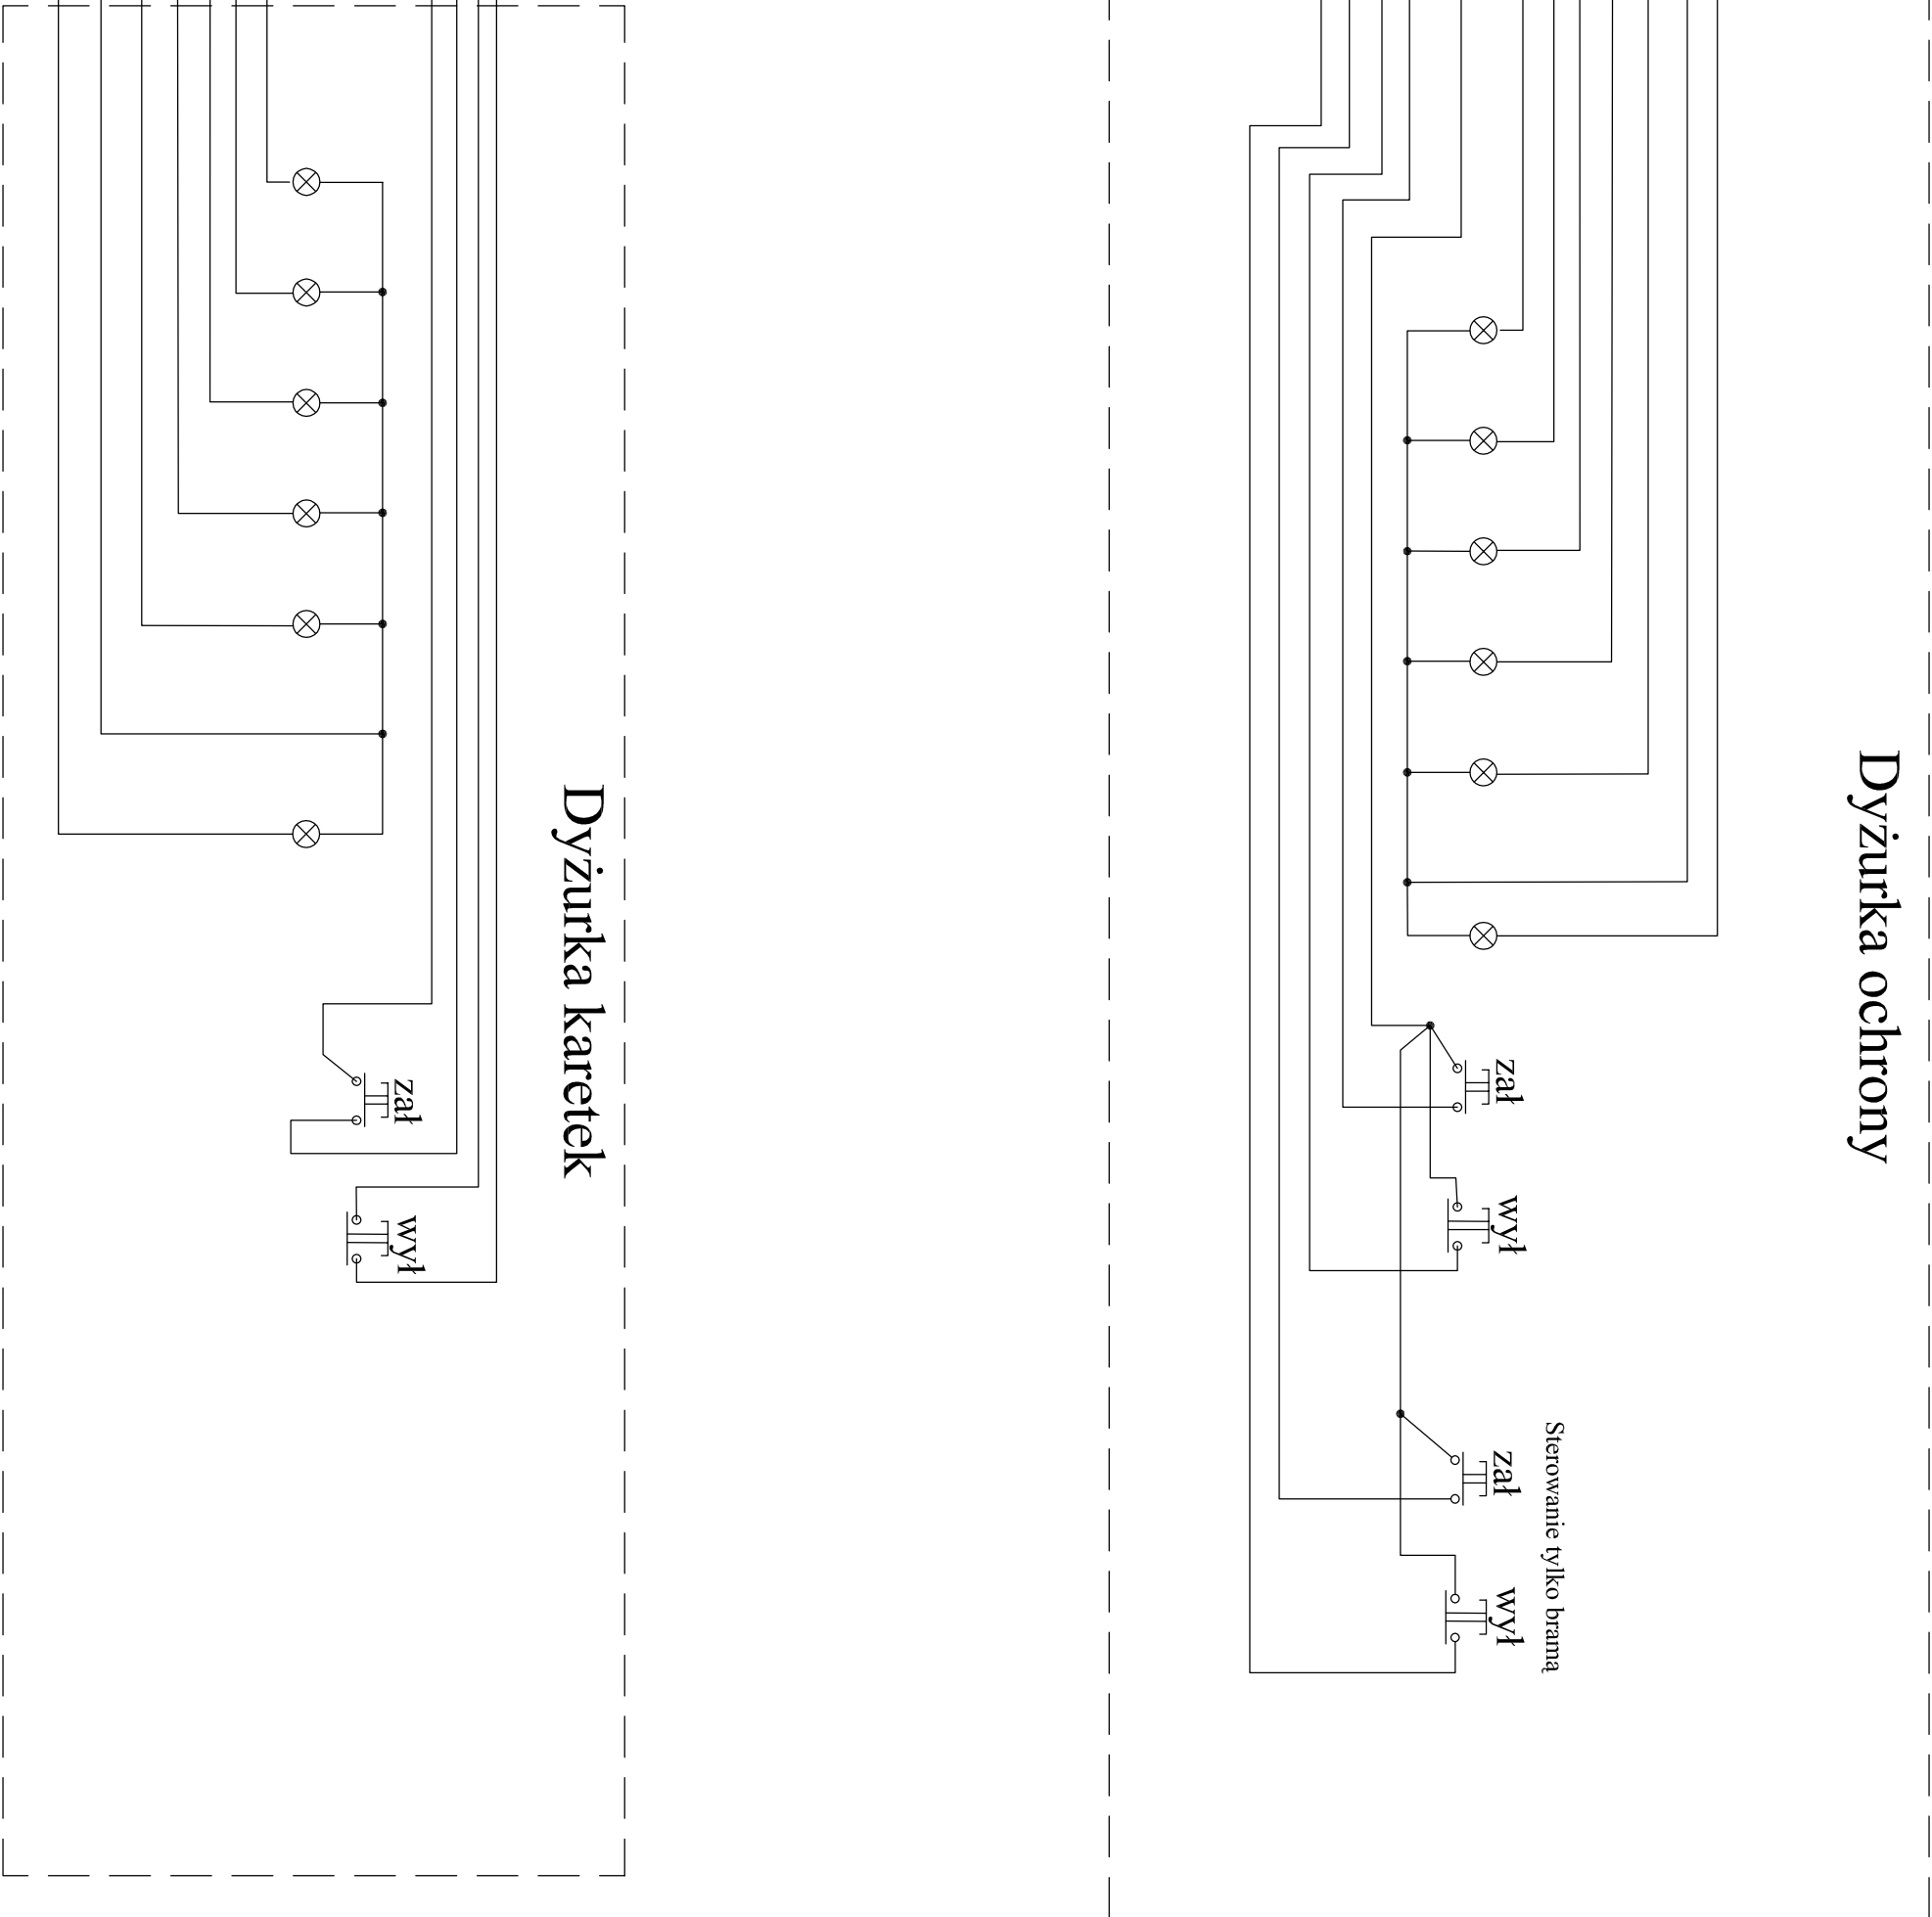 Dyżurka ochrony
zał
wył
Sterowanie tylko bramą
zał
wył
Dyżurka karetek
zał
wył